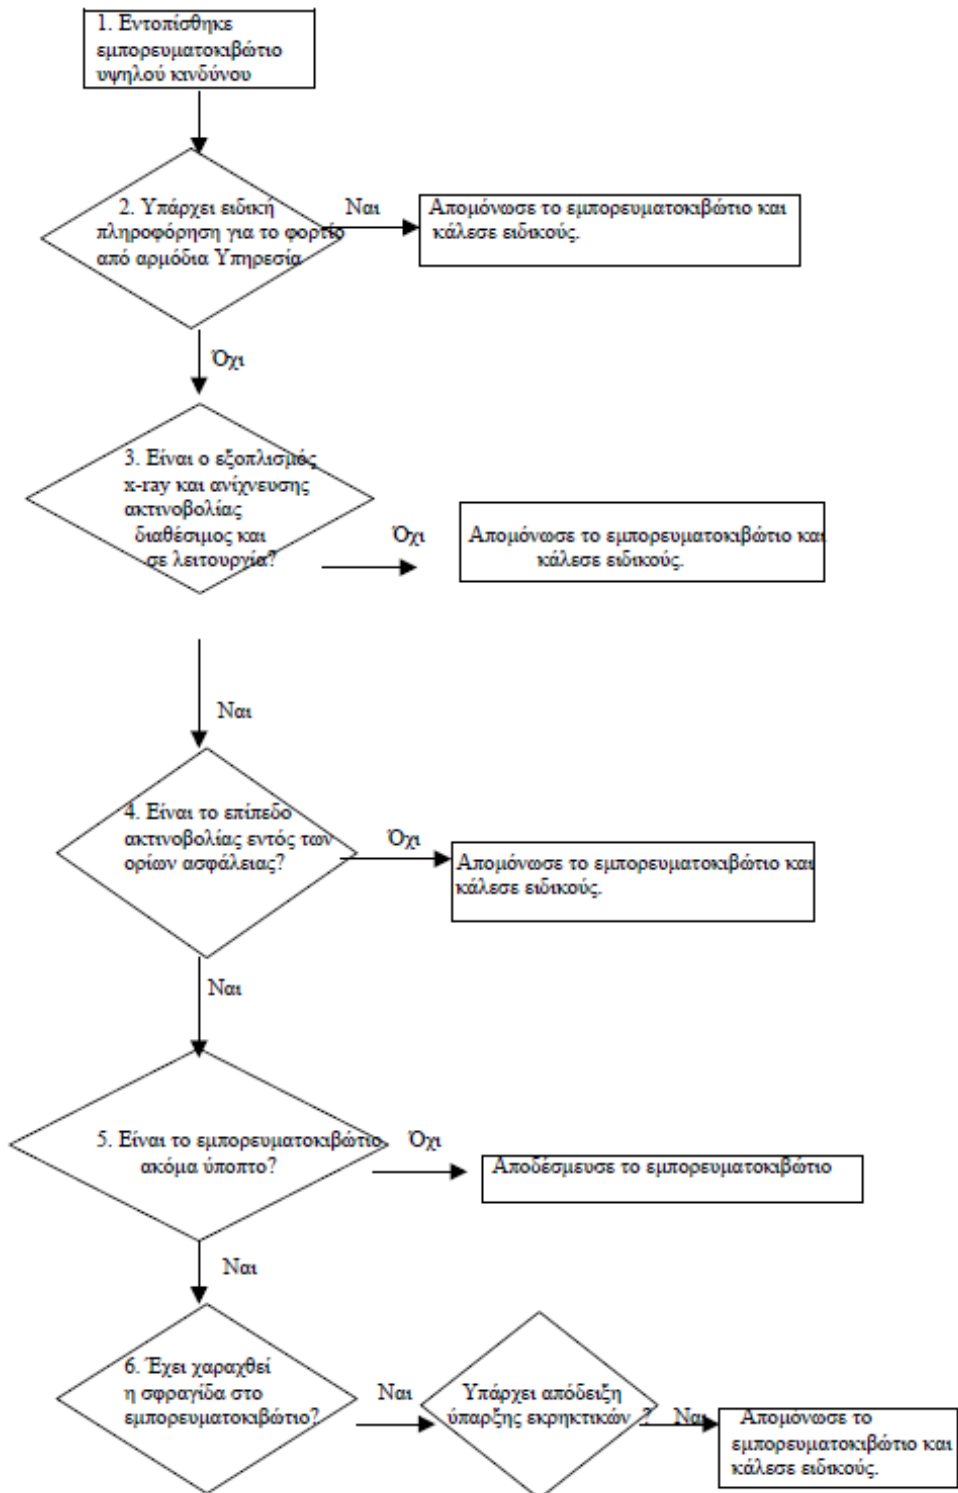 1. Εντοπίσθηκε
εμπορευματοκιβώτιο
υψηλού κινδύνου
2. Υπάρχει ειδική
πληροφόρηση για το φορτίο
από αρμόδια Υπηρεσία
Ναι
Απομόνωσε το εμπορευματοκιβώτιο και
κάλεσε ειδικούς.
Όχι
3. Είναι ο εξοπλισμός
x-ray και ανίχνευσης
ακτινοβολίας
διαθέσιμος και
σε λειτουργία?
Όχι
Απομόνωσε το εμπορευματοκιβώτιο και
κάλεσε ειδικούς.
Ναι
4. Είναι το επίπεδο
ακτινοβολίας εντός των
ορίων ασφάλειας?
Όχι
Απομόνωσε το εμπορευματοκιβώτιο και
κάλεσε ειδικούς.
Ναι
5. Είναι το εμπορευματοκιβώτιο
ακόμα ύποπτο?
Όχι
Αποδέσμευσε το εμπορευματοκιβώτιο
Ναι
6. Έχει χαραχθεί
η σφραγίδα στο
εμπορευματοκιβώτιο?
Ναι
Υπάρχει απόδειξη
ύπαρξης εκρηκτικών ?
Ναι
Απομόνωσε το
εμπορευματοκιβώτιο και
κάλεσε ειδικούς.